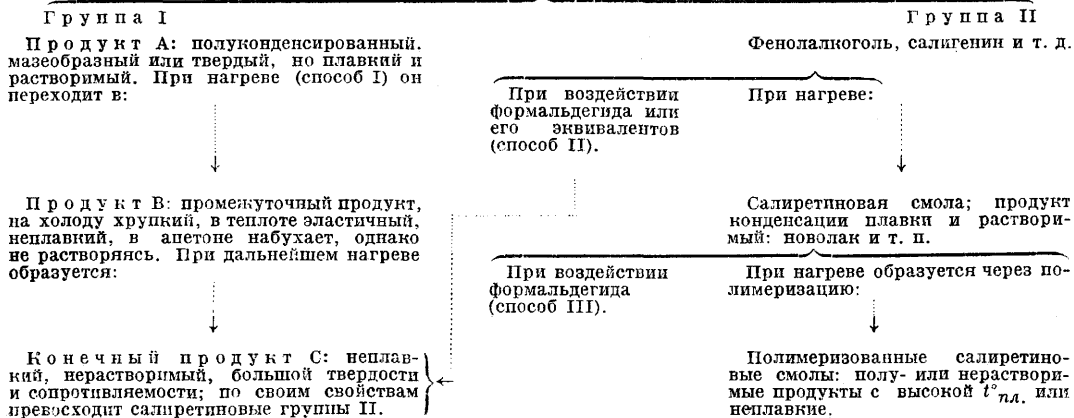 Группа I
Группа II
Продукт А: полуконденсированный.
мазеобразный или твердый, но плавкий и
растворимый. При нагреве (способ I) он
переходит в:
Фенолалкоголь, салигенин и т. д.
При воздействии
формальдегида или
его эквивалентов
(способ II).
При нагреве:
Продукт В: промежуточный продукт,
на холоду хрупкий, в теплоте эластичный,
неплавкий, в ацетоне набухает, однако
не растворяясь. При дальнейшем нагреве
образуется:
Салиретиновая смола; продукт
конденсации плавки и раствори-
мый: новолак и т. п.
При воздействии
формальдегида
(способ III).
При нагреве образуется через по-
лимеризацию:
Конечный продукт С: неплав-
кий, нерастворимый, большой твердости
и сопротивляемости; по своим свойствам
превосходит салиретиновые группы II.
Полимеризованные салиретино-
вые смолы: полу- или нераствори-
мые продукты с высокой t°пл. или
неплавкие.